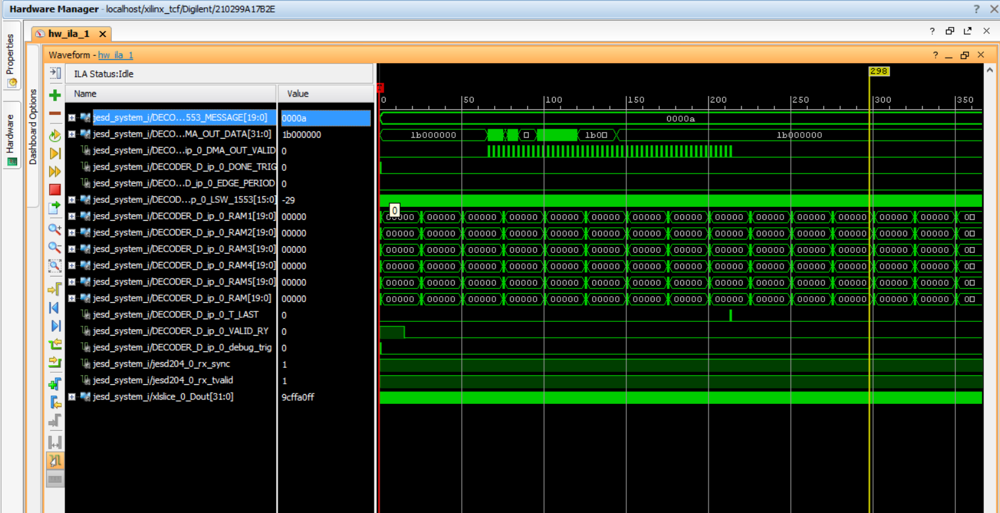 Hardware Manager - localhost/xilinx_tcf/Digilent/210299A17B2E
Properties
Hardware
hw_ila_1
Dashboard Options
Waveform - hw_ila_1
ILA Status:Idle
Name Value
298
0 50 100 150 200 250 300 350
jesd_system_i/DECO...553_MESSAGE[19:0] 0000a 0000a
jesd_system_i/DECO...MA_OUT_DATA[31:0] 1b000000 1b000000 1b0 1b000000
jesd_system_i/DECO...ip_0_DMA_OUT_VALID 0
jesd_system_i/DECODER_D_ip_0_DONE_TRIG 0
jesd_system_i/DECO...D_ip_0_EDGE_PERIOD 0
jesd_system_i/DECOD...p_0_LSW_1553[15:0] -29
0
jesd_system_i/DECODER_D_ip_0_RAM1[19:0] 00000 00000 00000 00000 00000 00000 00000 00000 00000 00000 00000 00000 00000 00000 00000 0
jesd_system_i/DECODER_D_ip_0_RAM2[19:0] 00000 00000 00000 00000 00000 00000 00000 00000 00000 00000 00000 00000 00000 00000 00000 0
jesd_system_i/DECODER_D_ip_0_RAM3[19:0] 00000 00000 00000 00000 00000 00000 00000 00000 00000 00000 00000 00000 00000 00000 00000 0
jesd_system_i/DECODER_D_ip_0_RAM4[19:0] 00000 00000 00000 00000 00000 00000 00000 00000 00000 00000 00000 00000 00000 00000 00000 0
jesd_system_i/DECODER_D_ip_0_RAM5[19:0] 00000 00000 00000 00000 00000 00000 00000 00000 00000 00000 00000 00000 00000 00000 00000 0
jesd_system_i/DECODER_D_ip_0_RAM[19:0] 00000 00000 00000 00000 00000 00000 00000 00000 00000 00000 00000 00000 00000 00000 00000 0
jesd_system_i/DECODER_D_ip_0_T_LAST 0
jesd_system_i/DECODER_D_ip_0_VALID_RY 0
jesd_system_i/DECODER_D_ip_0_debug_trig 0
jesd_system_i/jesd204_0_rx_sync 1
jesd_system_i/jesd204_0_rx_tvalid 1
jesd_system_i/xlslice_0_Dout[31:0] 9cffa0ff